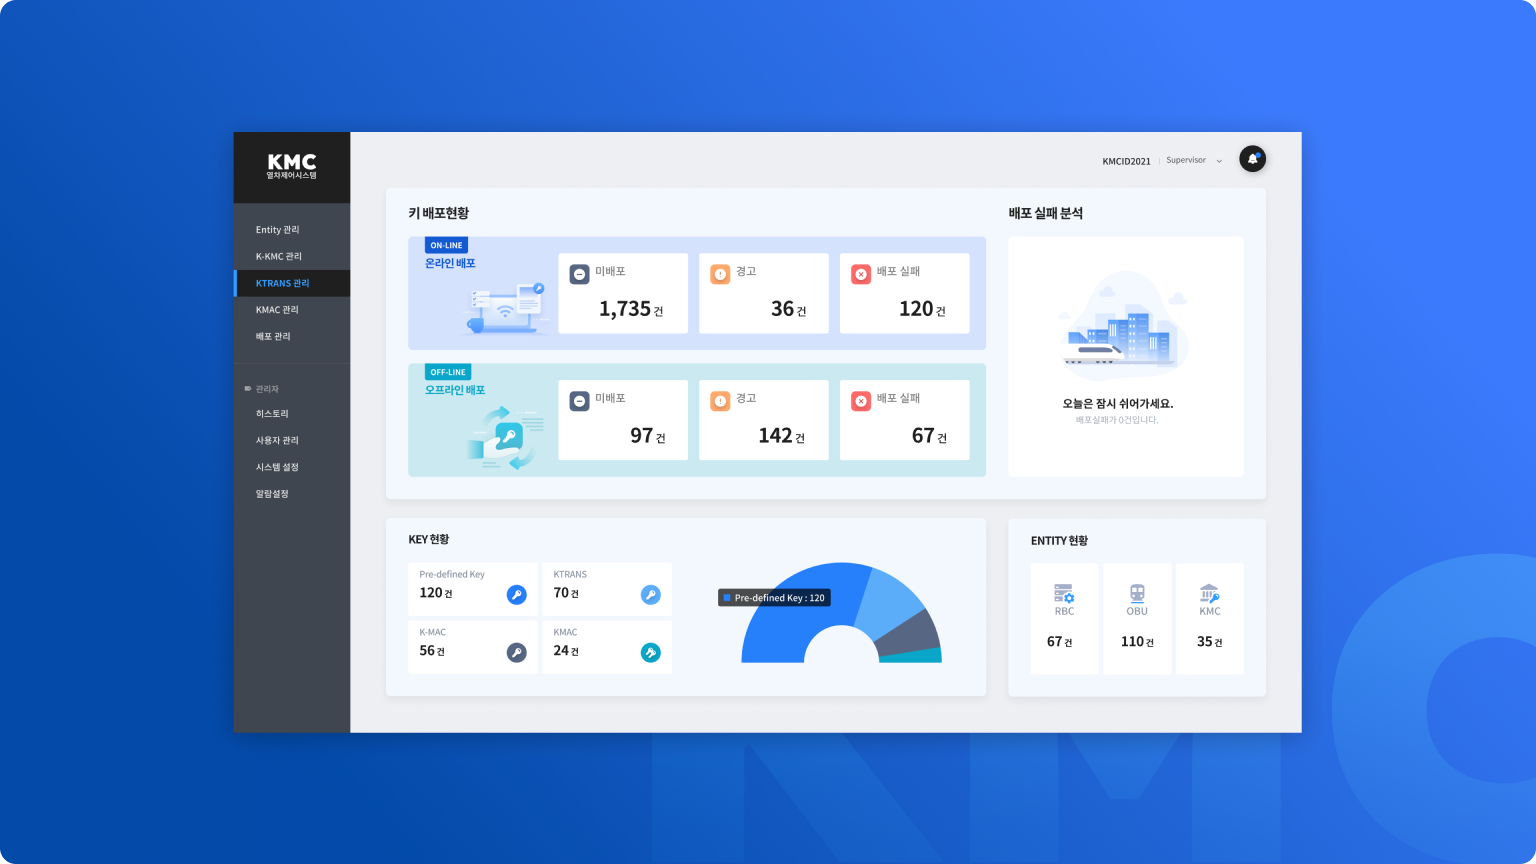 KMC
열차제어시스템
Entity 관리
K-KMC 관리
KTRANS 관리
KMAC 관리
배포 관리
관리자
히스토리
사용자 관리
시스템 설정
알람설정
KMCID2021
Supervisor
키 배포현황
ON-LINE
온라인 배포
미배포
1,735 건
경고
36 건
배포 실패
120 건
OFF-LINE
오프라인 배포
미배포
97 건
경고
142 건
배포 실패
67 건
배포 실패 분석
오늘은 잠시 쉬어가세요.
배포실패가 0건입니다.
KEY 현황
Pre-defined Key
120 건
KTRANS
70 건
K-MAC
56 건
KMAC
24 건
Pre-defined Key : 120
ENTITY 현황
RBC
67 건
OBU
110 건
KMC
35 건
KMC